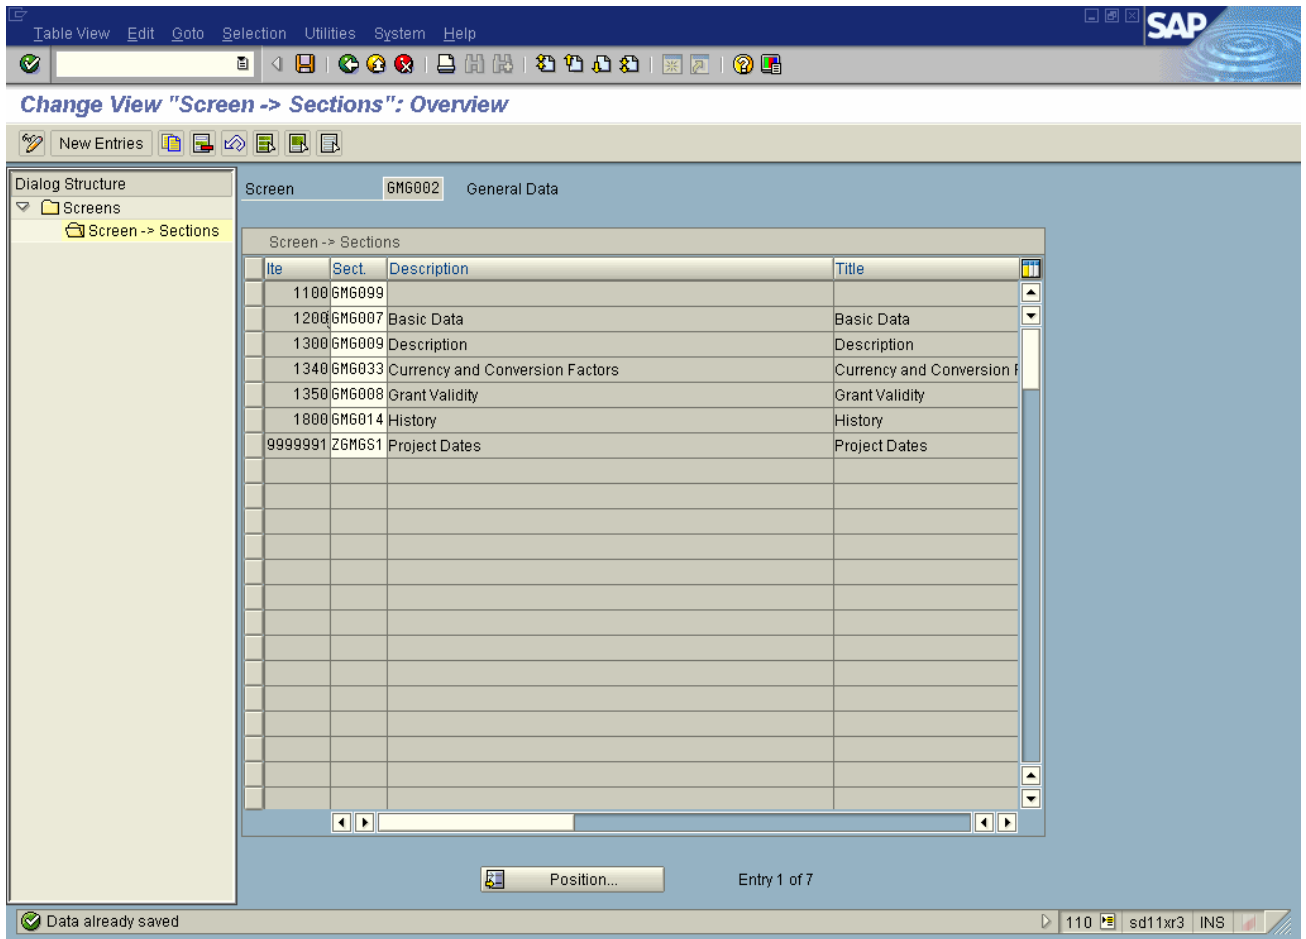 Table View Edit Goto Selection Utilities System Help
SAP
Change View "Screen -> Sections": Overview
New Entries
Dialog Structure
Screens
Screen -> Sections
Screen GMG002 General Data
Screen -> Sections
Ite Sect. Description Title
1100 GMG099
1200 GMG007 Basic Data Basic Data
1300 GMG009 Description Description
1340 GMG033 Currency and Conversion Factors Currency and Conversion F
1350 GMG008 Grant Validity Grant Validity
1800 GMG014 History History
9999991 ZGMGS1 Project Dates Project Dates
Position... Entry 1 of 7
Data already saved 110 sd11xr3 INS